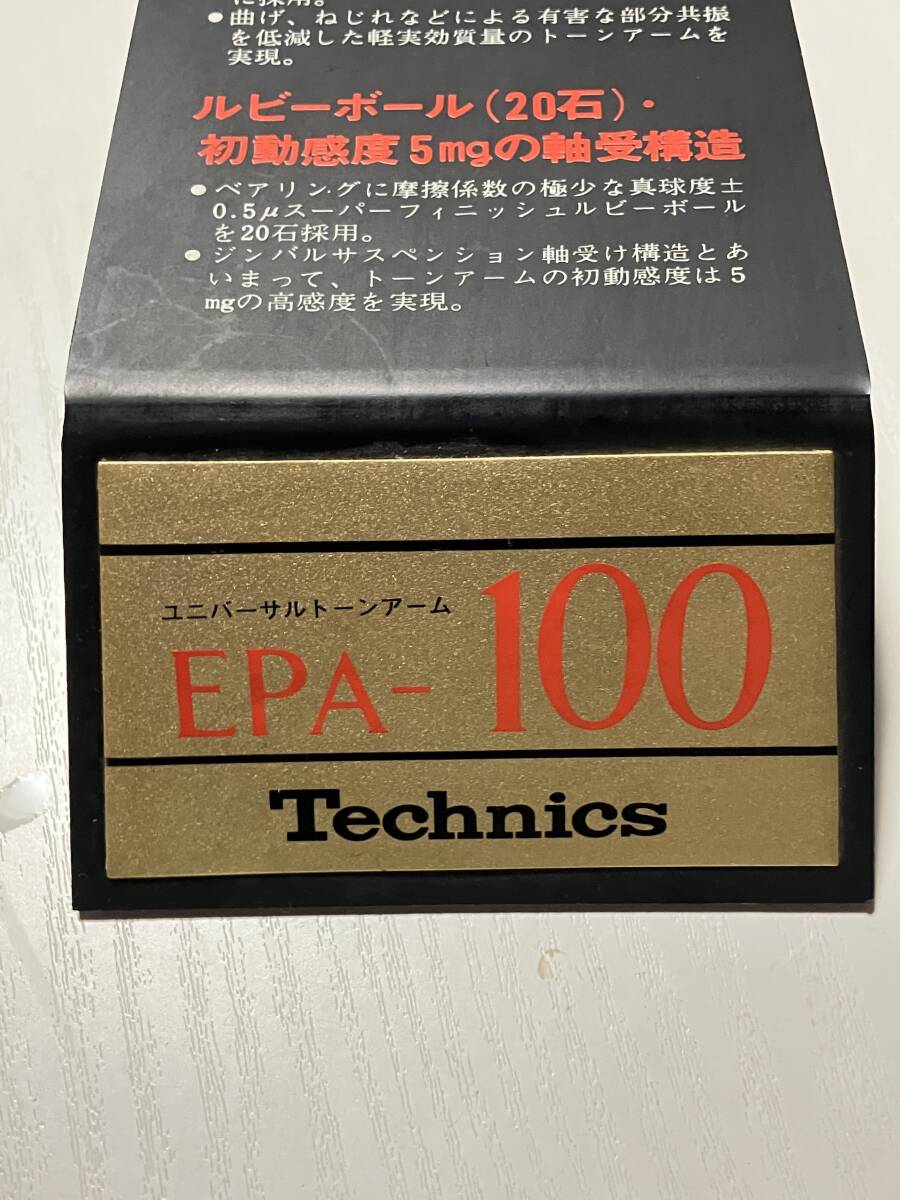 に採用。
●曲げ、ねじれなどによる有害な部分共振
を低減した軽実効質量のトーンアームを
実現。
ルビーボール(20石)・
初動感度5mgの軸受構造
●ベアリングに摩擦係数の極少な真球度±
0.5μスーパーフィニッシュルビーボール
を20石採用。
●ジンバルサスペンション軸受け構造とあ
いまって、トーンアームの初動感度は5
mgの高感度を実現。
ユニバーサルトーンアーム
EPA-100
Technics